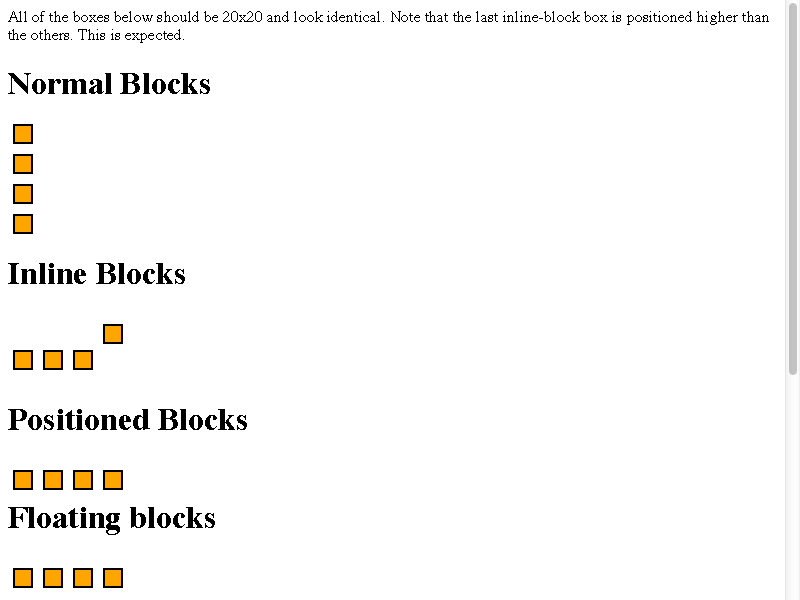 All of the boxes below should be 20x20 and look identical. Note that the last inline-block box is positioned higher than
the others. This is expected.
Normal Blocks
Inline Blocks
Positioned Blocks
Floating blocks